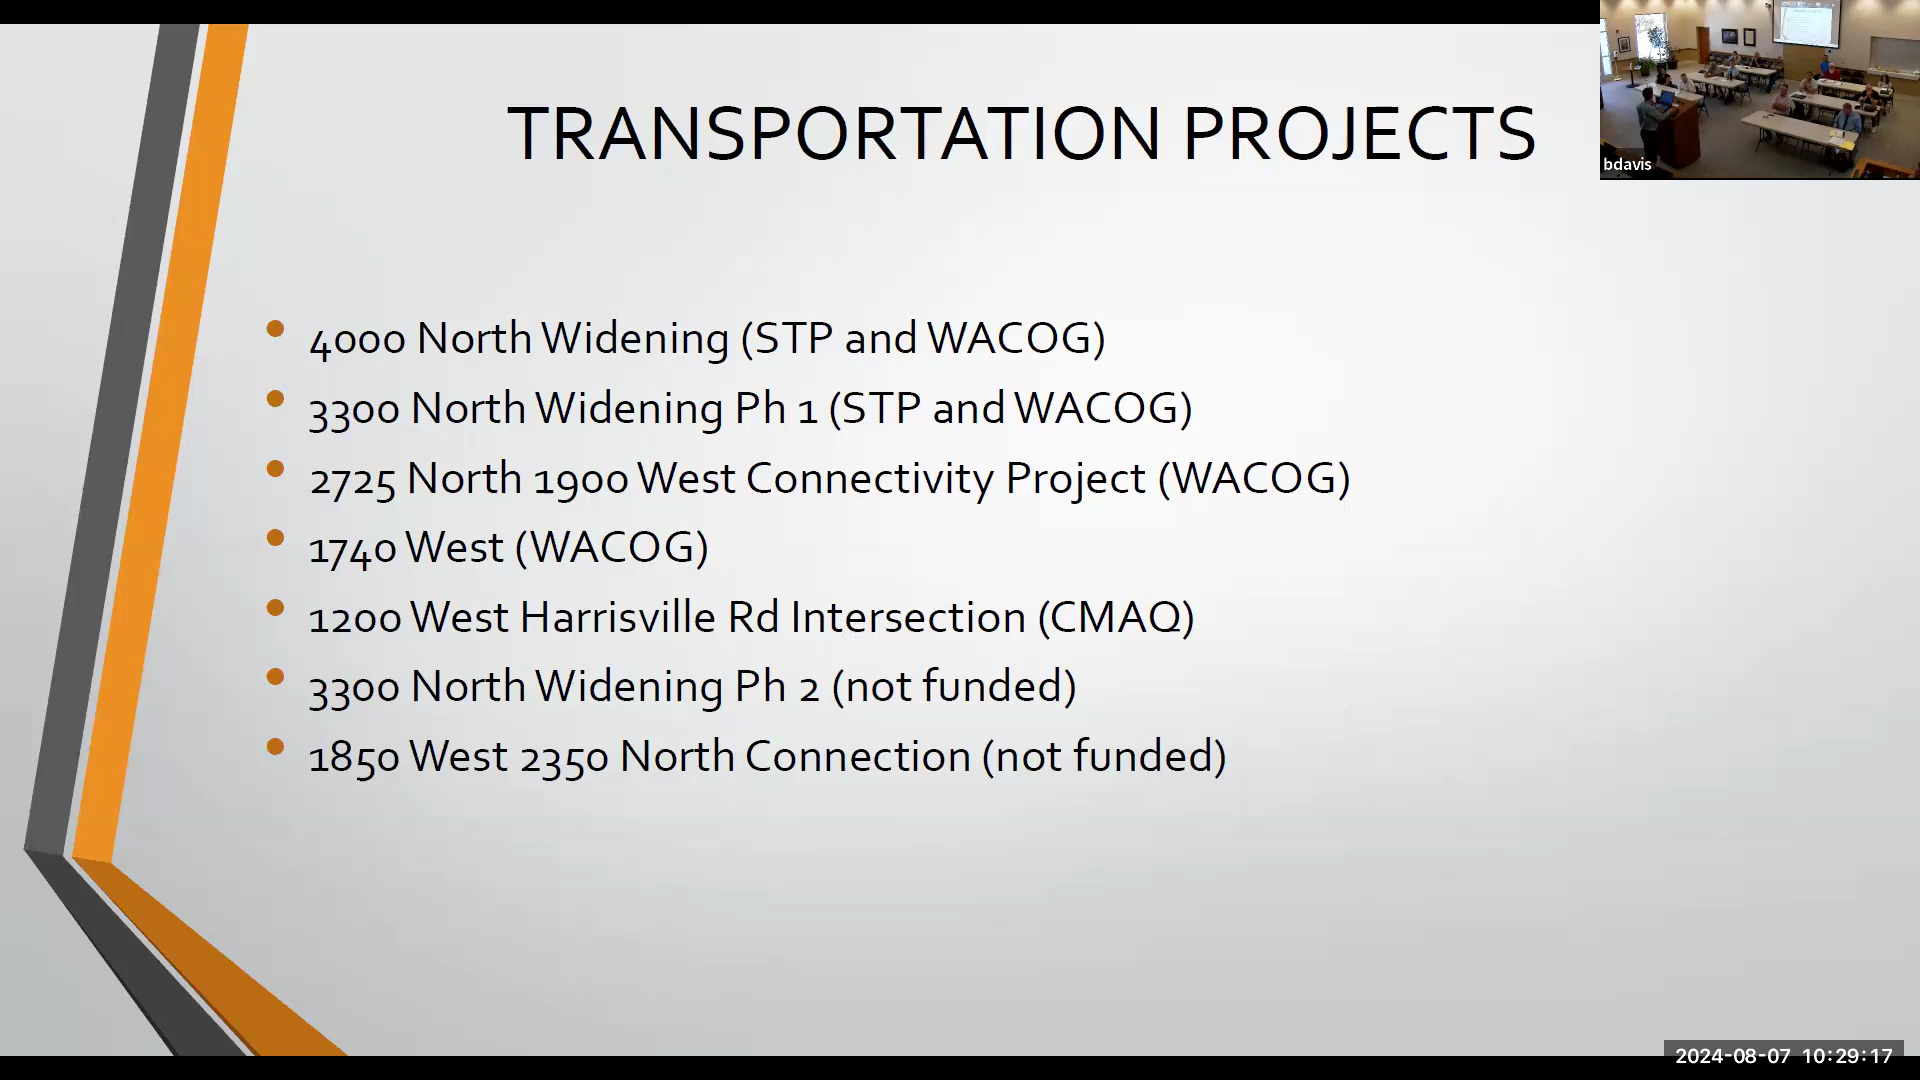 TRANSPORTATION PROJECTS
4000 North Widening (STP and WACOG)
3300 North Widening Ph 1 (STP and WACOG)
2725 North 1900 West Connectivity Project (WACOG)
1740 West (WACOG)
1200 West Harrisville Rd Intersection (CMAQ)
3300 North Widening Ph 2 (not funded)
1850 West 2350 North Connection (not funded)
bdavis
2024-08-07 10:29:17